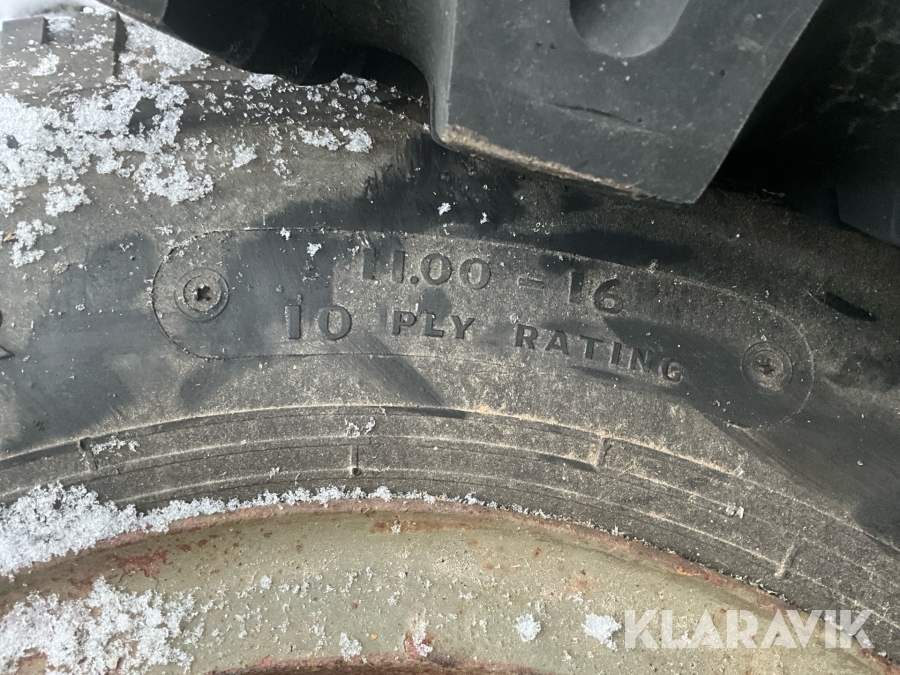 11.00 - 16
10 PLY RATING
KLARAVIK